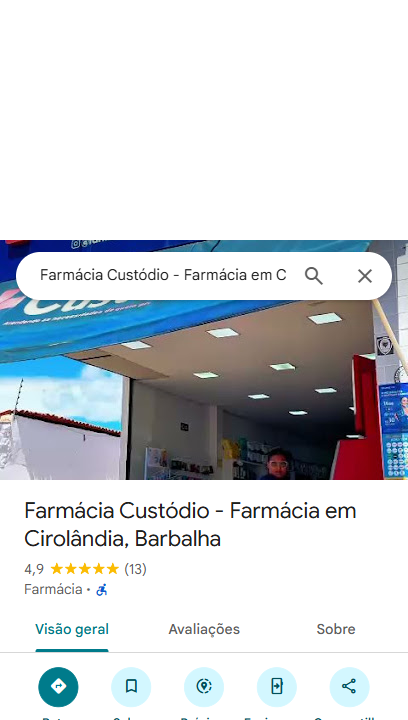 Farmácia Custódio - Farmácia em C
Farmácia Custódio - Farmácia em
Cirolândia, Barbalha
4,9 (13)
Farmácia •
Visão geral Avaliações Sobre